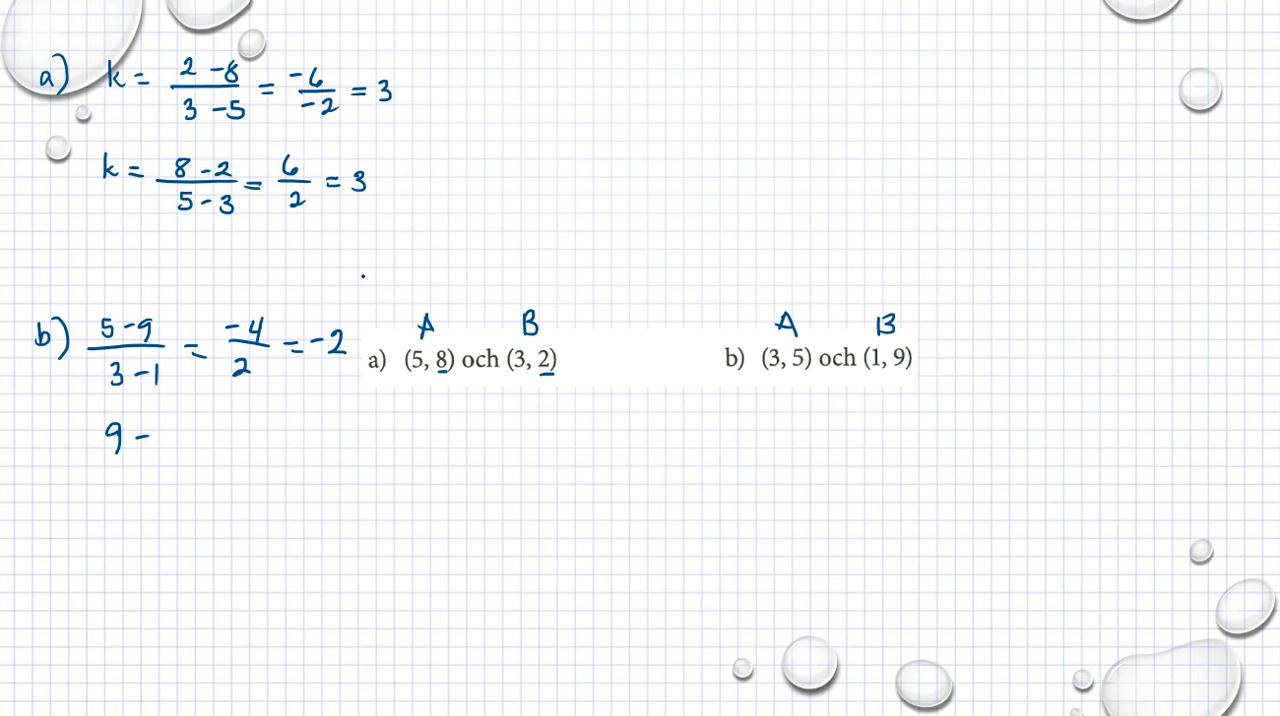 a) k = 2 - 8 / 3 - 5 = -6 / -2 = 3
k = 8 - 2 / 5 - 3 = 6 / 2 = 3
b) 5 - 9 / 3 - 1 = -4 / 2 = -2
A B
A B
a) (5, 8) och (3, 2)
b) (3, 5) och (1, 9)
9 -